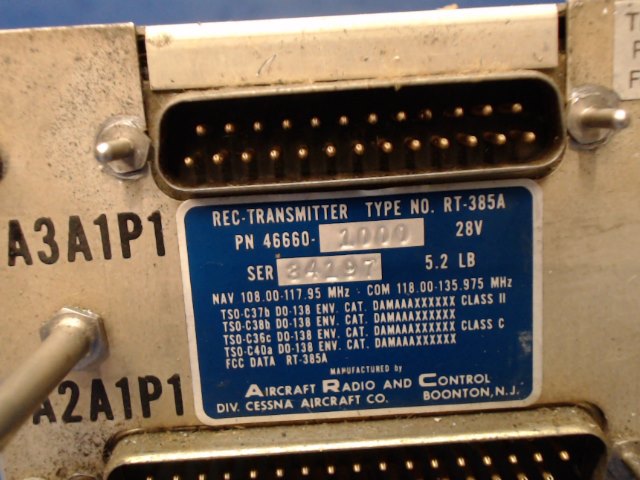 T
F
F
REC-TRANSMITTER TYPE NO. RT-385A
PN 46660- 1000 28V
SER 34197 5.2 LB
NAV 108.00-117.95 MHz - COM 118.00-135.975 MHz
TSO-C37b DO-138 ENV. CAT. DAMAAAXXXXXX CLASS II
TSO-C38b DO-138 ENV. CAT. DAMAAAXXXXXX
TSO-C36c DO-138 ENV. CAT. DAMAAAXXXXXX CLASS C
TSO-C40a DO-138 ENV. CAT. DAMAAAXXXXXX
FCC DATA RT-385A
MANUFACTURED by
AIRCRAFT RADIO AND CONTROL
DIV. CESSNA AIRCRAFT CO. BOONTON, N.J.
A3A1P1
A2A1P1